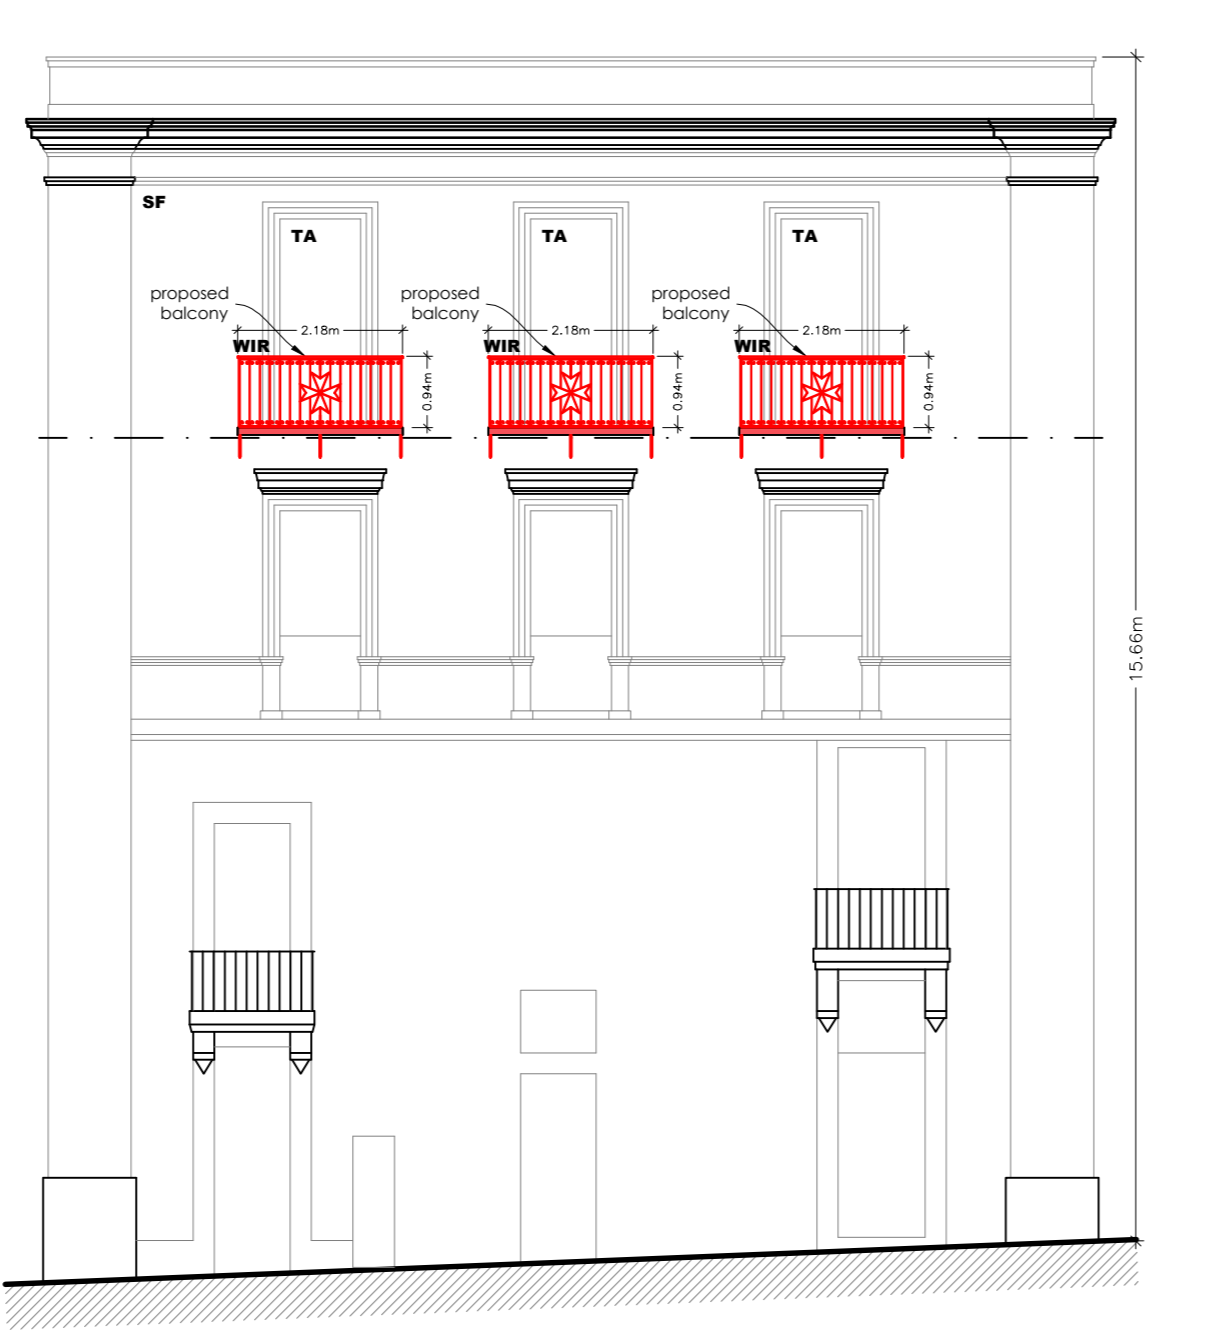 SF
TA
TA
TA
proposed
balcony
proposed
balcony
proposed
balcony
2.18m
2.18m
2.18m
WIR
WIR
WIR
0.94m
0.94m
0.94m
15.66m